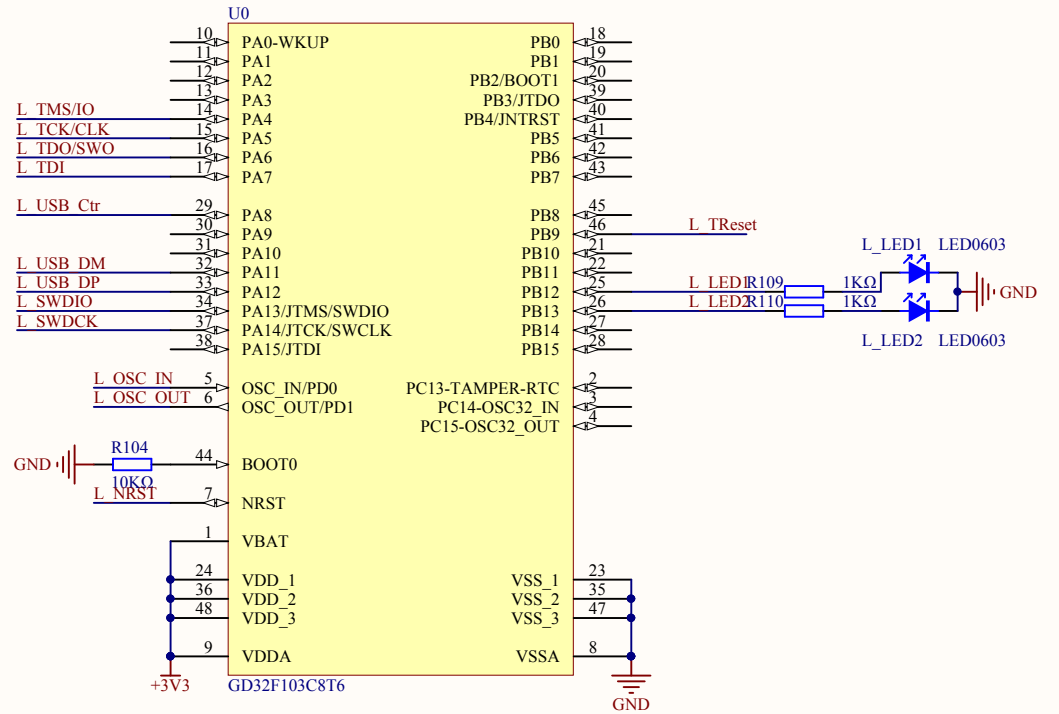 U0
10 PA0-WKUP PB0 18
11 PA1 PB1 19
12 PA2 PB2/BOOT1 20
13 PA3 PB3/JTDO 39
L_TMS/IO 14 PA4 PB4/JNTRST 40
L_TCK/CLK 15 PA5 PB5 41
L_TDO/SWO 16 PA6 PB6 42
L_TDI 17 PA7 PB7 43
L_USB_Ctr 29 PA8 PB8 45
30 PA9 PB9 46 L_TReset
31 PA10 PB10 21
L_LED1 LED0603
L_USB_DM 32 PA11 PB11 22
L_USB_DP 33 PA12 PB12 25 L_LED1 R109 1KΩ GND
L_SWDIO 34 PA13/JTMS/SWDIO PB13 26 L_LED2 R110 1KΩ
L_SWDCK 37 PA14/JTCK/SWCLK PB14 27
L_LED2 LED0603
38 PA15/JTDI PB15 28
L_OSC_IN 5 OSC_IN/PD0 PC13-TAMPER-RTC 2
L_OSC_OUT 6 OSC_OUT/PD1 PC14-OSC32_IN 3
PC15-OSC32_OUT 4
R104
GND 44 BOOT0
10KΩ
L_NRST 7 NRST
1 VBAT
24 VDD_1 VSS_1 23
36 VDD_2 VSS_2 35
48 VDD_3 VSS_3 47
9 VDDA VSSA 8
+3V3 GD32F103C8T6
GND